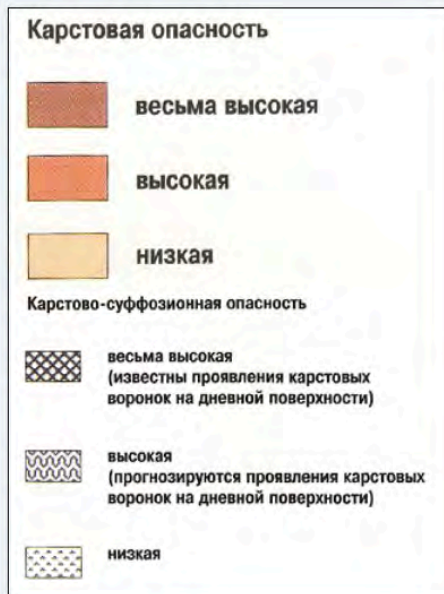 Карстовая опасность
весьма высокая
высокая
низкая
Карстово-суффозионная опасность
весьма высокая
(известны проявления карстовых
воронок на дневной поверхности)
высокая
(прогнозируются проявления карстовых
воронок на дневной поверхности)
низкая